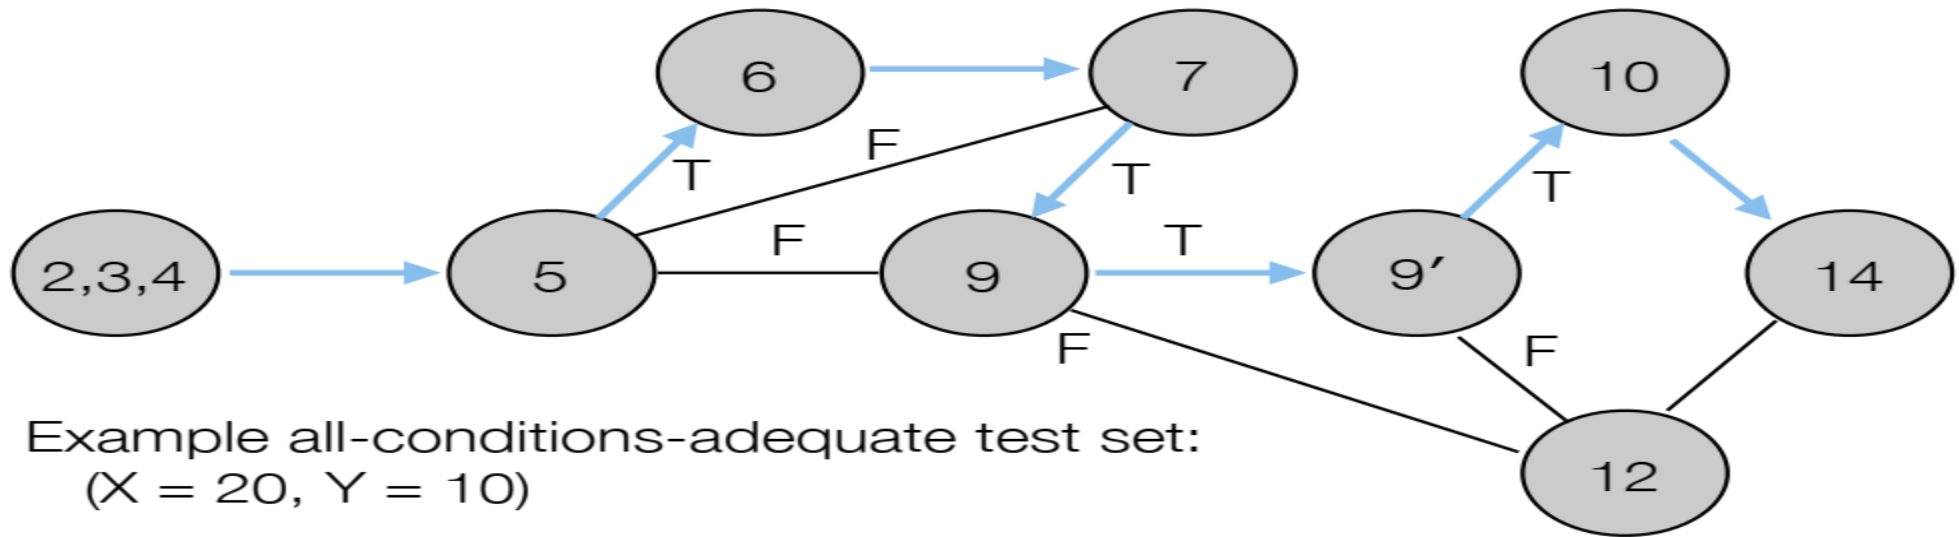 6
7
10
F
T
T
T
2,3,4
5
F
9
T
9′
14
F
F
12
Example all-conditions-adequate test set:
(X = 20, Y = 10)